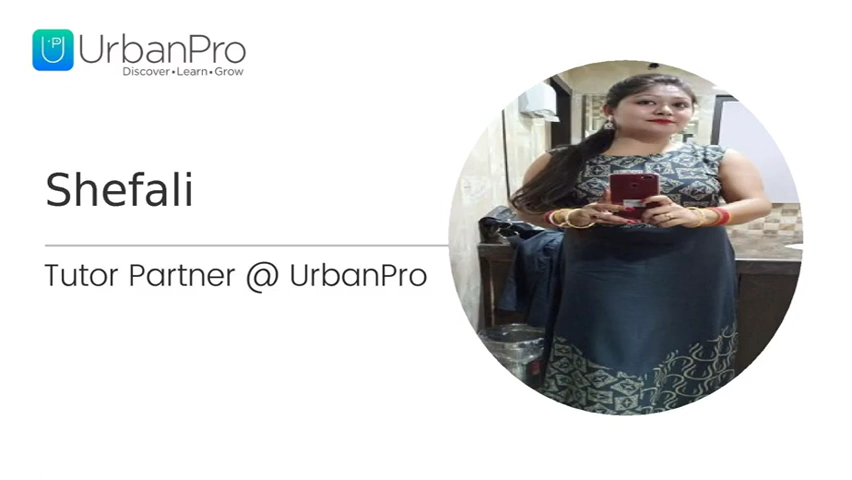 UrbanPro
Discover•Learn•Grow
Shefali
Tutor Partner @ UrbanPro